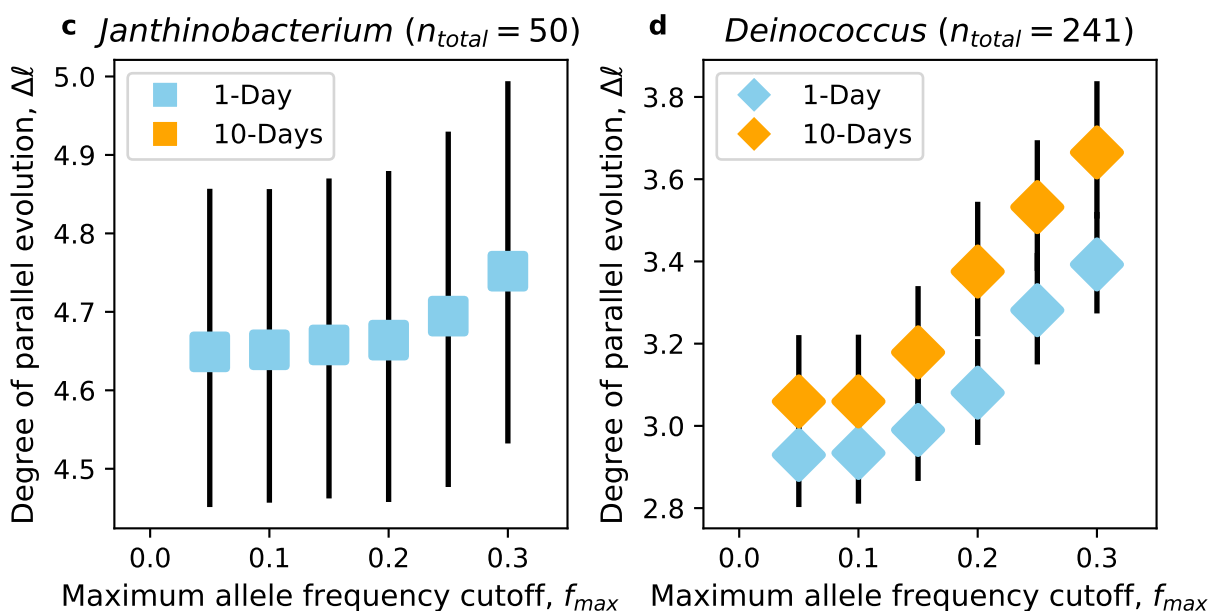 c Janthinobacterium (n_total = 50)
Degree of parallel evolution, Δℓ
5.0
4.9
4.8
4.7
4.6
4.5
1-Day
10-Days
0.0 0.1 0.2 0.3
Maximum allele frequency cutoff, f_max
d Deinococcus (n_total = 241)
Degree of parallel evolution, Δℓ
3.8
3.6
3.4
3.2
3.0
2.8
1-Day
10-Days
0.0 0.1 0.2 0.3
Maximum allele frequency cutoff, f_max